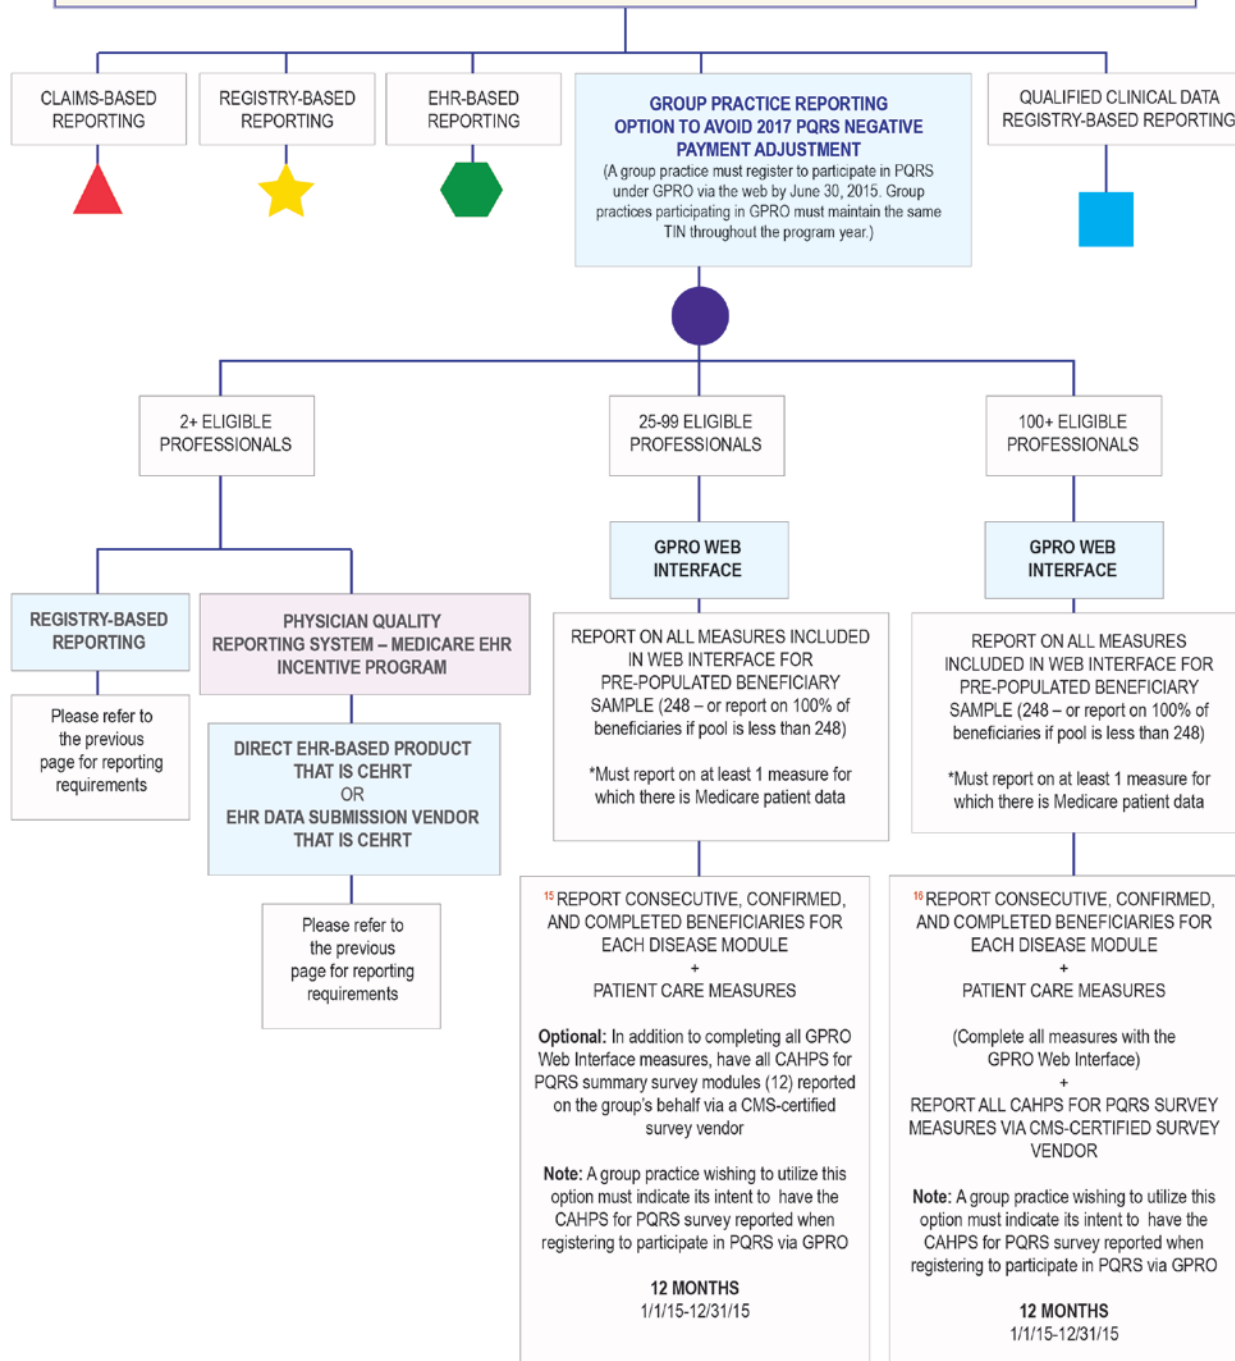 CLAIMS-BASED
REPORTING
REGISTRY-BASED
REPORTING
EHR-BASED
REPORTING
GROUP PRACTICE REPORTING
OPTION TO AVOID 2017 PQRS NEGATIVE
PAYMENT ADJUSTMENT
(A group practice must register to participate in PQRS
under GPRO via the web by June 30, 2015. Group
practices participating in GPRO must maintain the same
TIN throughout the program year.)
QUALIFIED CLINICAL DATA
REGISTRY-BASED REPORTING
2+ ELIGIBLE
PROFESSIONALS
25-99 ELIGIBLE
PROFESSIONALS
100+ ELIGIBLE
PROFESSIONALS
REGISTRY-BASED
REPORTING
Please refer to
the previous
page for reporting
requirements
PHYSICIAN QUALITY
REPORTING SYSTEM – MEDICARE EHR
INCENTIVE PROGRAM
DIRECT EHR-BASED PRODUCT
THAT IS CEHRT
OR
EHR DATA SUBMISSION VENDOR
THAT IS CEHRT
Please refer to
the previous
page for reporting
requirements
GPRO WEB
INTERFACE
REPORT ON ALL MEASURES INCLUDED
IN WEB INTERFACE FOR
PRE-POPULATED BENEFICIARY
SAMPLE (248 – or report on 100% of
beneficiaries if pool is less than 248)
*Must report on at least 1 measure for
which there is Medicare patient data
15 REPORT CONSECUTIVE, CONFIRMED,
AND COMPLETED BENEFICIARIES FOR
EACH DISEASE MODULE
+
PATIENT CARE MEASURES
Optional: In addition to completing all GPRO
Web Interface measures, have all CAHPS for
PQRS summary survey modules (12) reported
on the group's behalf via a CMS-certified
survey vendor
Note: A group practice wishing to utilize this
option must indicate its intent to have the
CAHPS for PQRS survey reported when
registering to participate in PQRS via GPRO
12 MONTHS
1/1/15-12/31/15
GPRO WEB
INTERFACE
REPORT ON ALL MEASURES
INCLUDED IN WEB INTERFACE FOR
PRE-POPULATED BENEFICIARY
SAMPLE (248 – or report on 100% of
beneficiaries if pool is less than 248)
*Must report on at least 1 measure for
which there is Medicare patient data
16 REPORT CONSECUTIVE, CONFIRMED,
AND COMPLETED BENEFICIARIES FOR
EACH DISEASE MODULE
+
PATIENT CARE MEASURES
(Complete all measures with the
GPRO Web Interface)
+
REPORT ALL CAHPS FOR PQRS SURVEY
MEASURES VIA CMS-CERTIFIED SURVEY
VENDOR
Note: A group practice wishing to utilize this
option must indicate its intent to have the
CAHPS for PQRS survey reported when
registering to participate in PQRS via GPRO
12 MONTHS
1/1/15-12/31/15